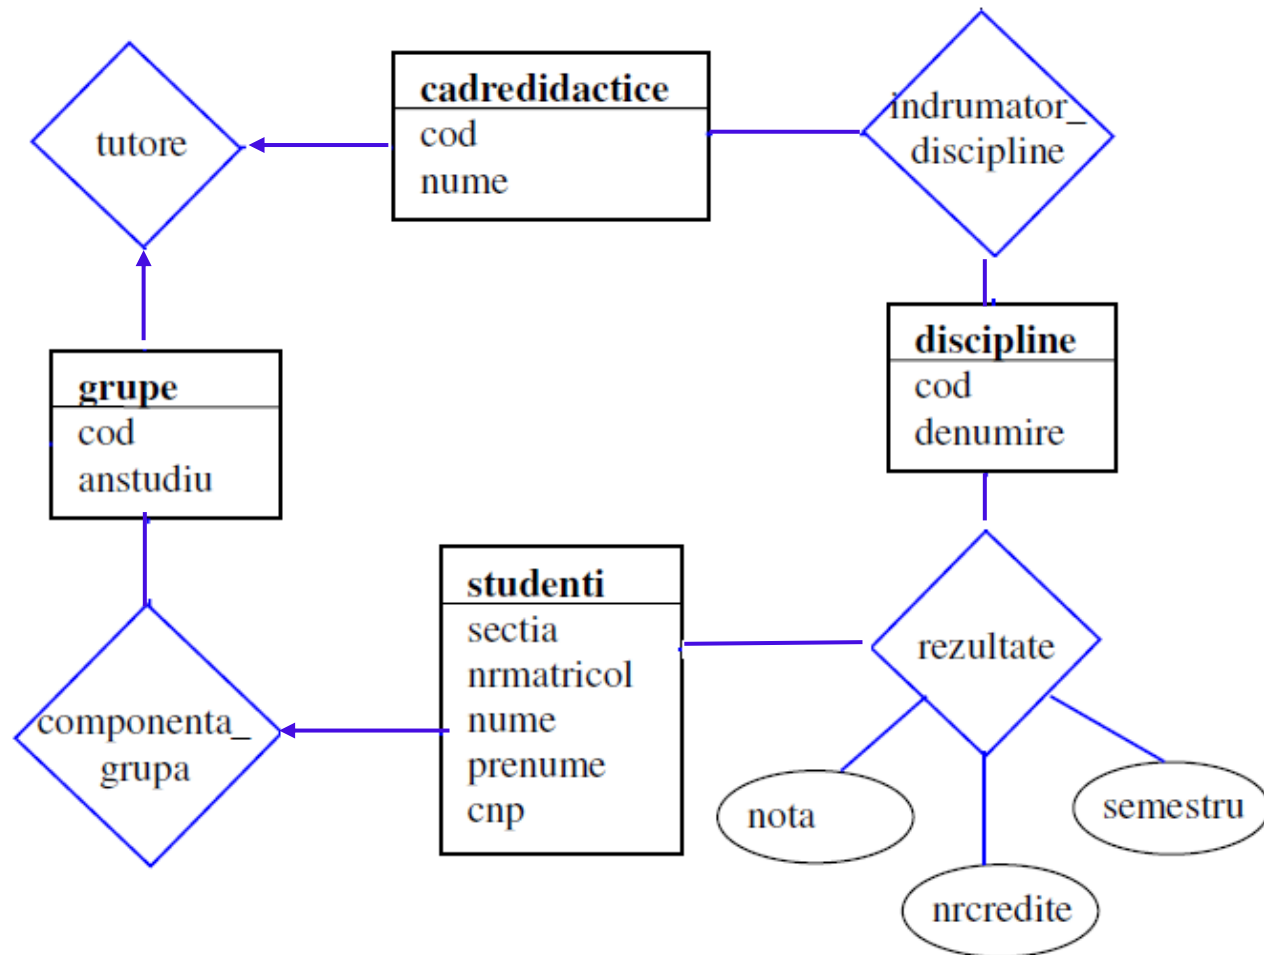 tutore
cadredidactice
cod
nume
indrumator_
discipline
grupe
cod
anstudiu
discipline
cod
denumire
componenta_
grupa
studenti
sectia
nrmatricol
nume
prenume
cnp
rezultate
nota
nrcredite
semestru